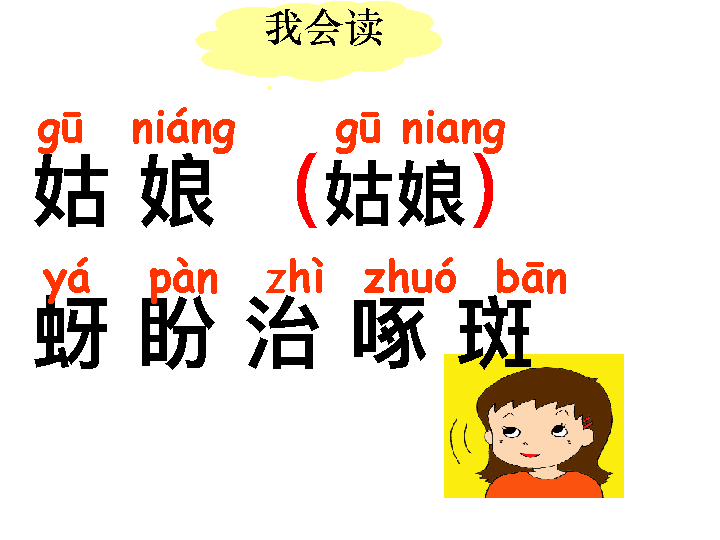 我会读
gū niáng gū niang
姑 娘 (姑娘)
yá pàn zhì zhuó bān
蚜 盼 治 啄 斑